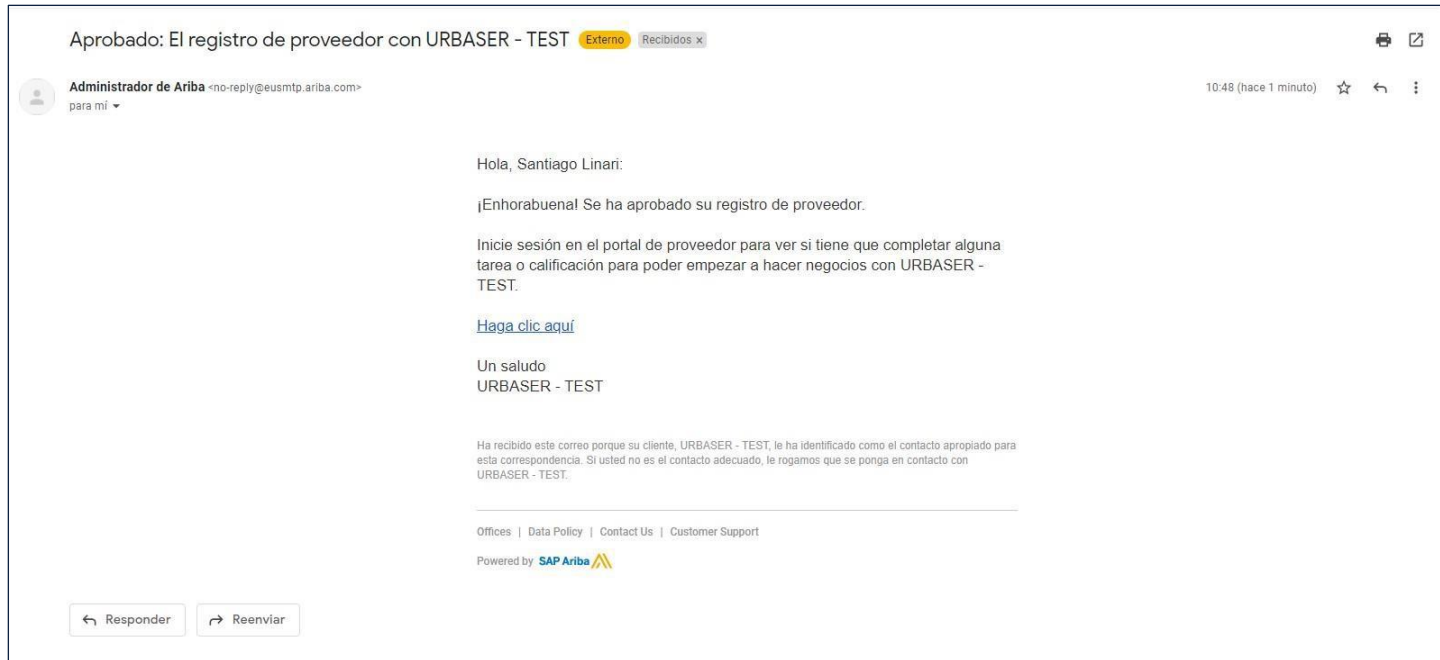 Aprobado: El registro de proveedor con URBASER - TEST Externo Recibidos x
Administrador de Ariba <no-reply@eusmtp.ariba.com>
10:48 (hace 1 minuto)
para mí
Hola, Santiago Linari:
¡Enhorabuena! Se ha aprobado su registro de proveedor.
Inicie sesión en el portal de proveedor para ver si tiene que completar alguna
tarea o calificación para poder empezar a hacer negocios con URBASER -
TEST.
Haga clic aquí
Un saludo
URBASER - TEST
Ha recibido este correo porque su cliente, URBASER - TEST, le ha identificado como el contacto apropiado para
esta correspondencia. Si usted no es el contacto adecuado, le rogamos que se ponga en contacto con
URBASER - TEST.
Offices | Data Policy | Contact Us | Customer Support
Powered by SAP Ariba
Responder
Reenviar